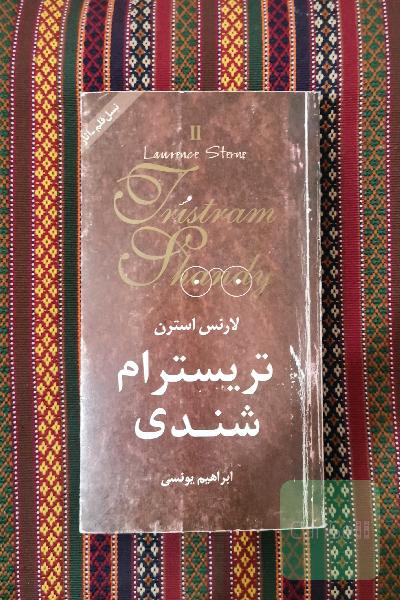 II
Laurence Sterne
Tristram
Shandy
لارنس استرن
تریسترام
شندی
ابراهیم یونسی